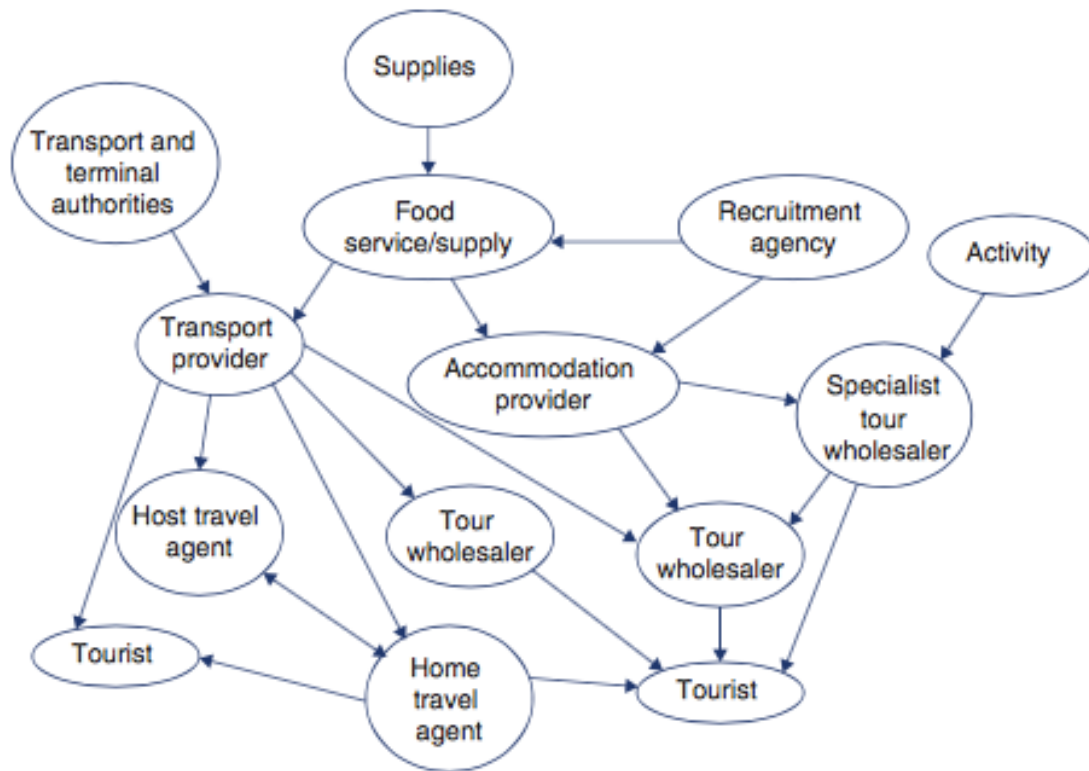 Supplies
Transport and
terminal
authorities
Food
service/supply
Recruitment
agency
Activity
Transport
provider
Accommodation
provider
Specialist
tour
wholesaler
Host travel
agent
Tour
wholesaler
Tour
wholesaler
Tourist
Home
travel
agent
Tourist